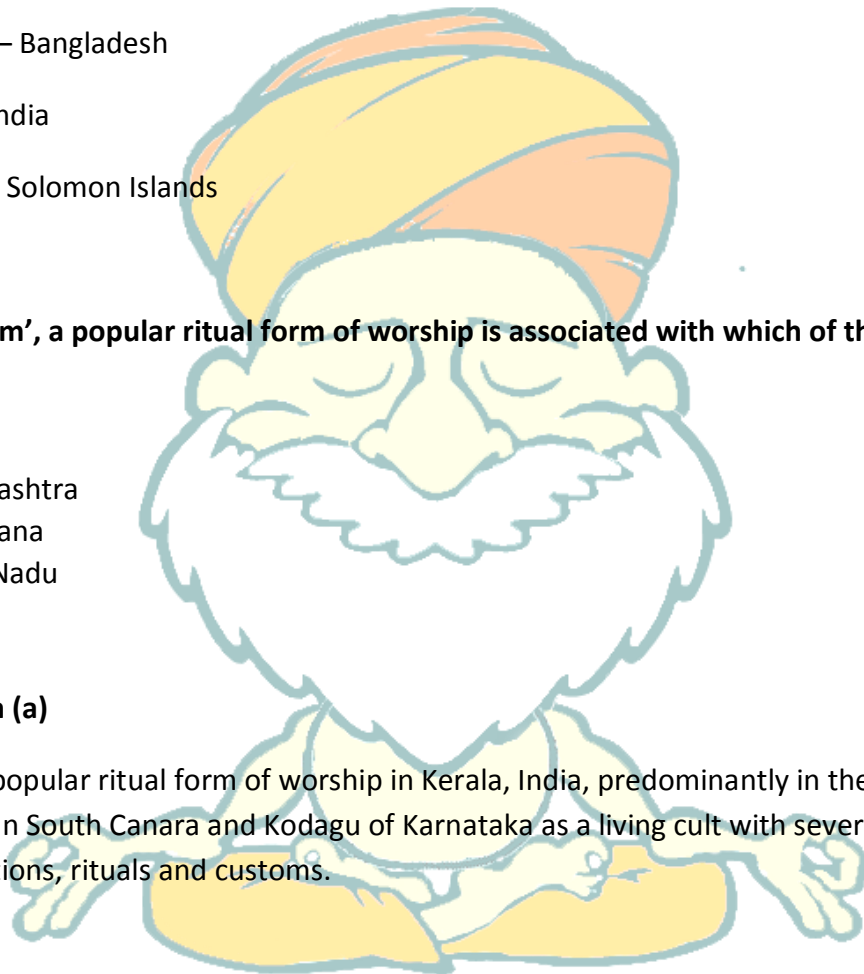 – Bangladesh
ndia
Solomon Islands
m’, a popular ritual form of worship is associated with which of th
ashtra
ana
Nadu
(a)
popular ritual form of worship in Kerala, India, predominantly in the
n South Canara and Kodagu of Karnataka as a living cult with sever
tions, rituals and customs.